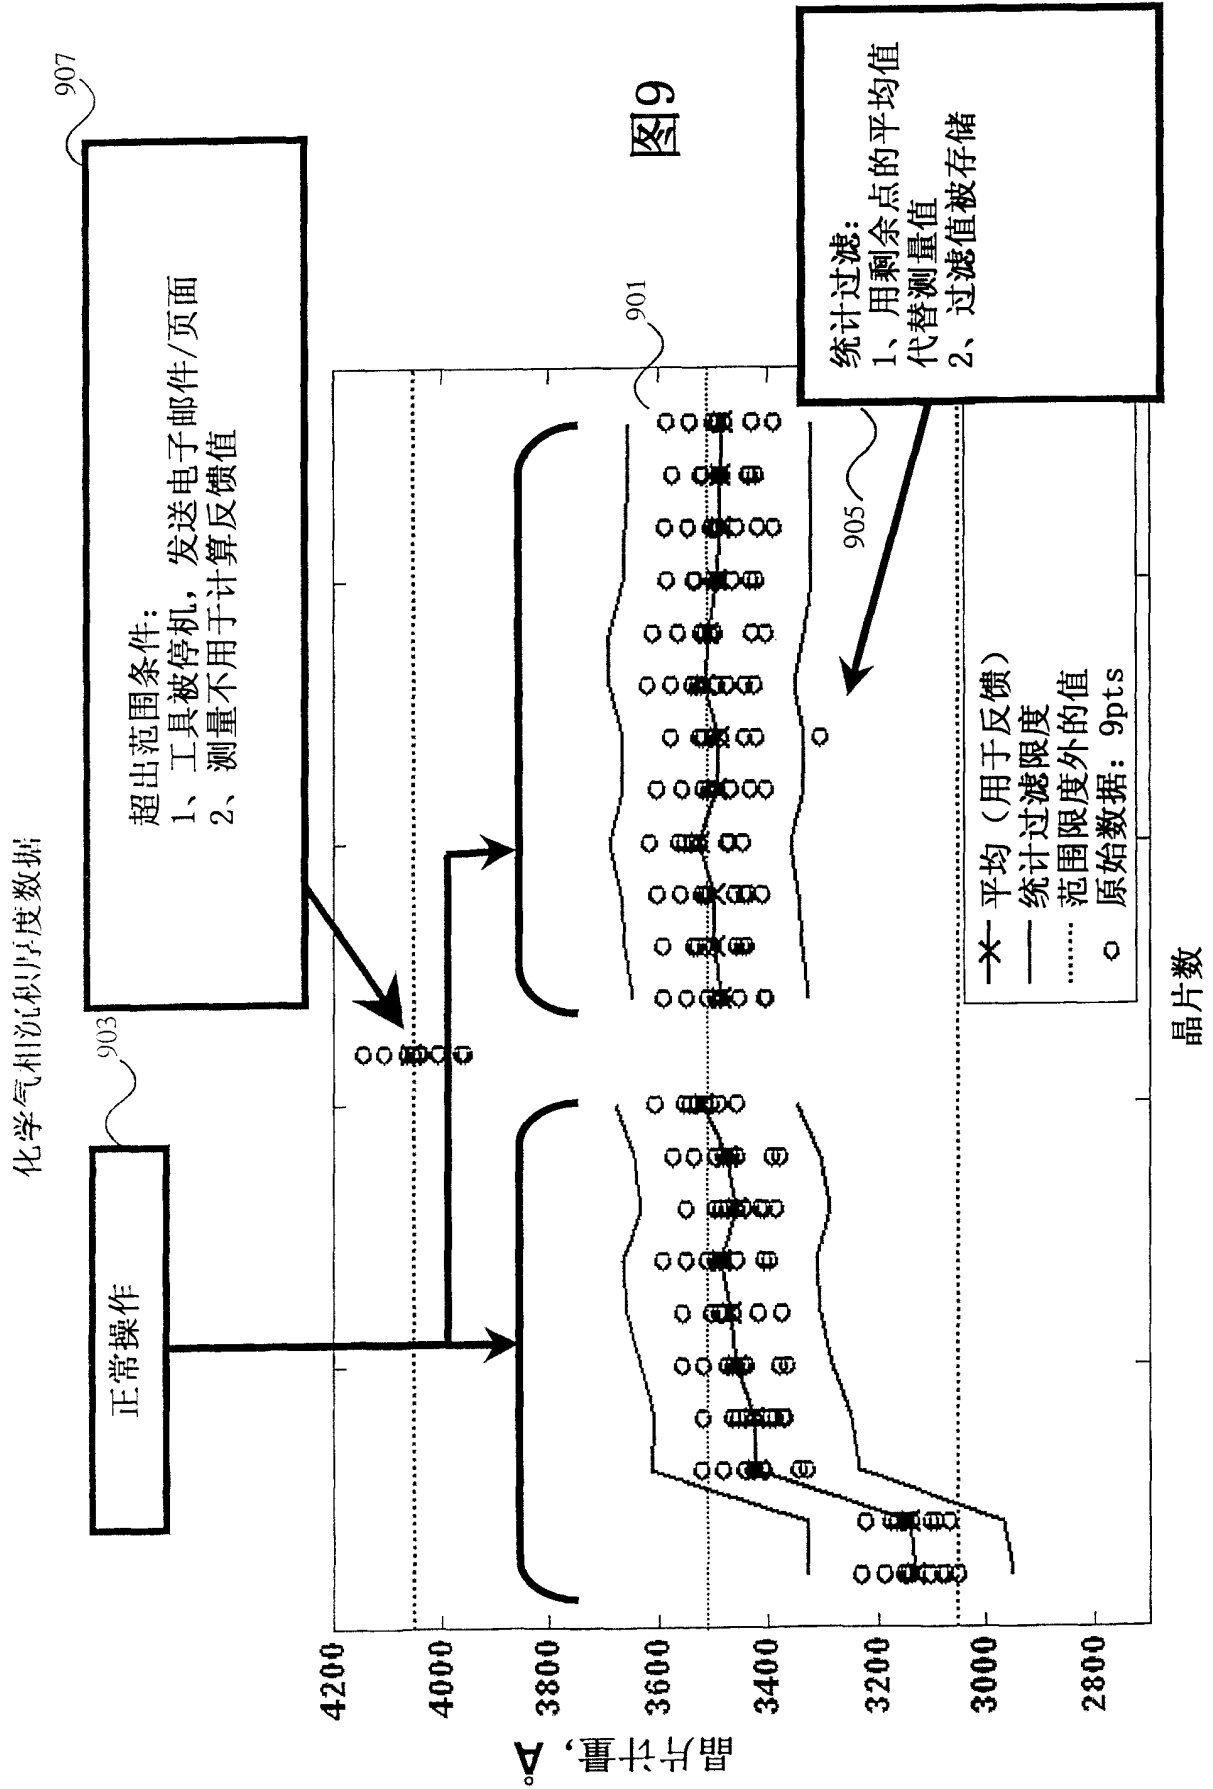 化学气相沉积厚度数据
正常操作
903
超出范围条件：
1、工具被停机，发送电子邮件/页面
2、测量不用于计算反馈值
907
晶片计量，Å
4200
4000
3800
3600
3400
3200
3000
2800
901
905
平均（用于反馈）
统计过滤限度
范围限度外的值
原始数据：9pts
晶片数
统计过滤：
1、用剩余点的平均值
代替测量值
2、过滤值被存储
图9